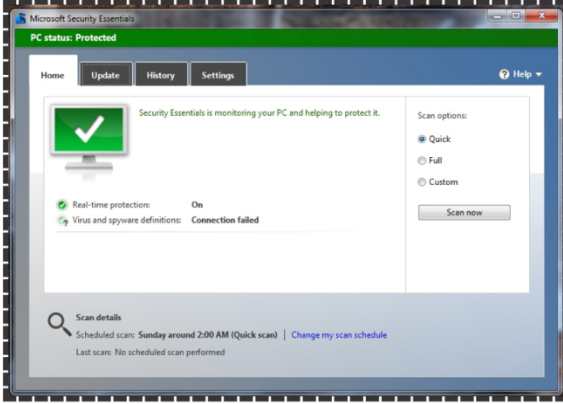 Microsoft Security Essentials
PC status: Protected
Home Update History Settings Help
Security Essentials is monitoring your PC and helping to protect it.
Scan options:
Quick
Full
Custom
Scan now
Real-time protection: On
Virus and spyware definitions: Connection failed
Scan details
Scheduled scan: Sunday around 2:00 AM (Quick scan) | Change my scan schedule
Last scan: No scheduled scan performed